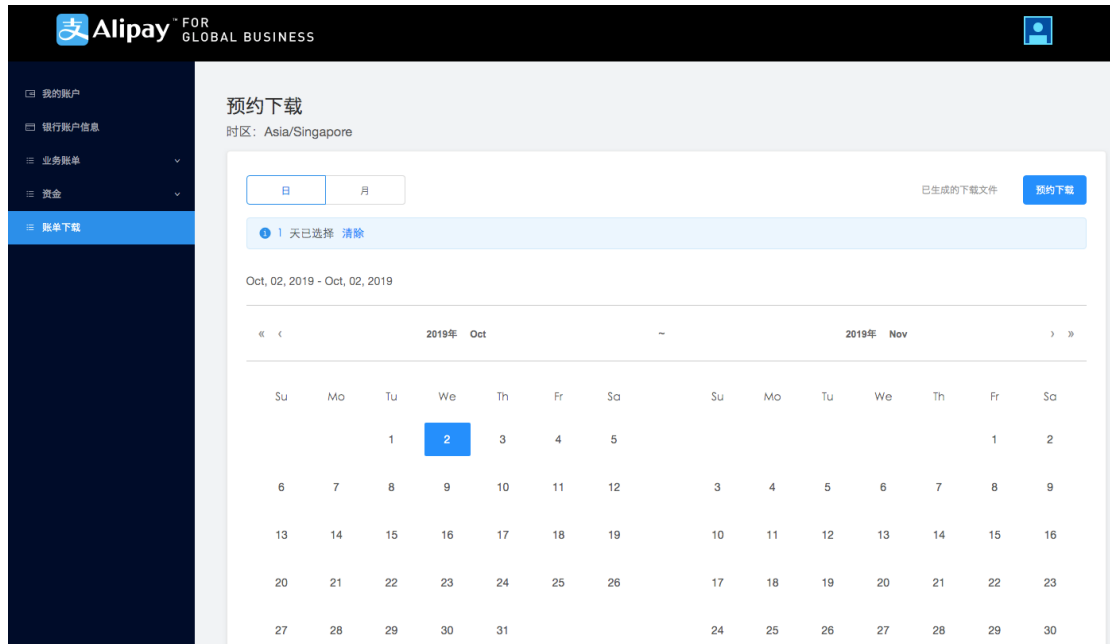 支 Alipay™ FOR
GLOBAL BUSINESS
我的账户
银行账户信息
业务账单
资金
账单下载
预约下载
时区：Asia/Singapore
日 月 已生成的下载文件 预约下载
1 天已选择 清除
Oct, 02, 2019 - Oct, 02, 2019
« ‹ 2019年 Oct ~ 2019年 Nov › »
Su Mo Tu We Th Fr Sa Su Mo Tu We Th Fr Sa
1 2 3 4 5 1 2
6 7 8 9 10 11 12 3 4 5 6 7 8 9
13 14 15 16 17 18 19 10 11 12 13 14 15 16
20 21 22 23 24 25 26 17 18 19 20 21 22 23
27 28 29 30 31 24 25 26 27 28 29 30